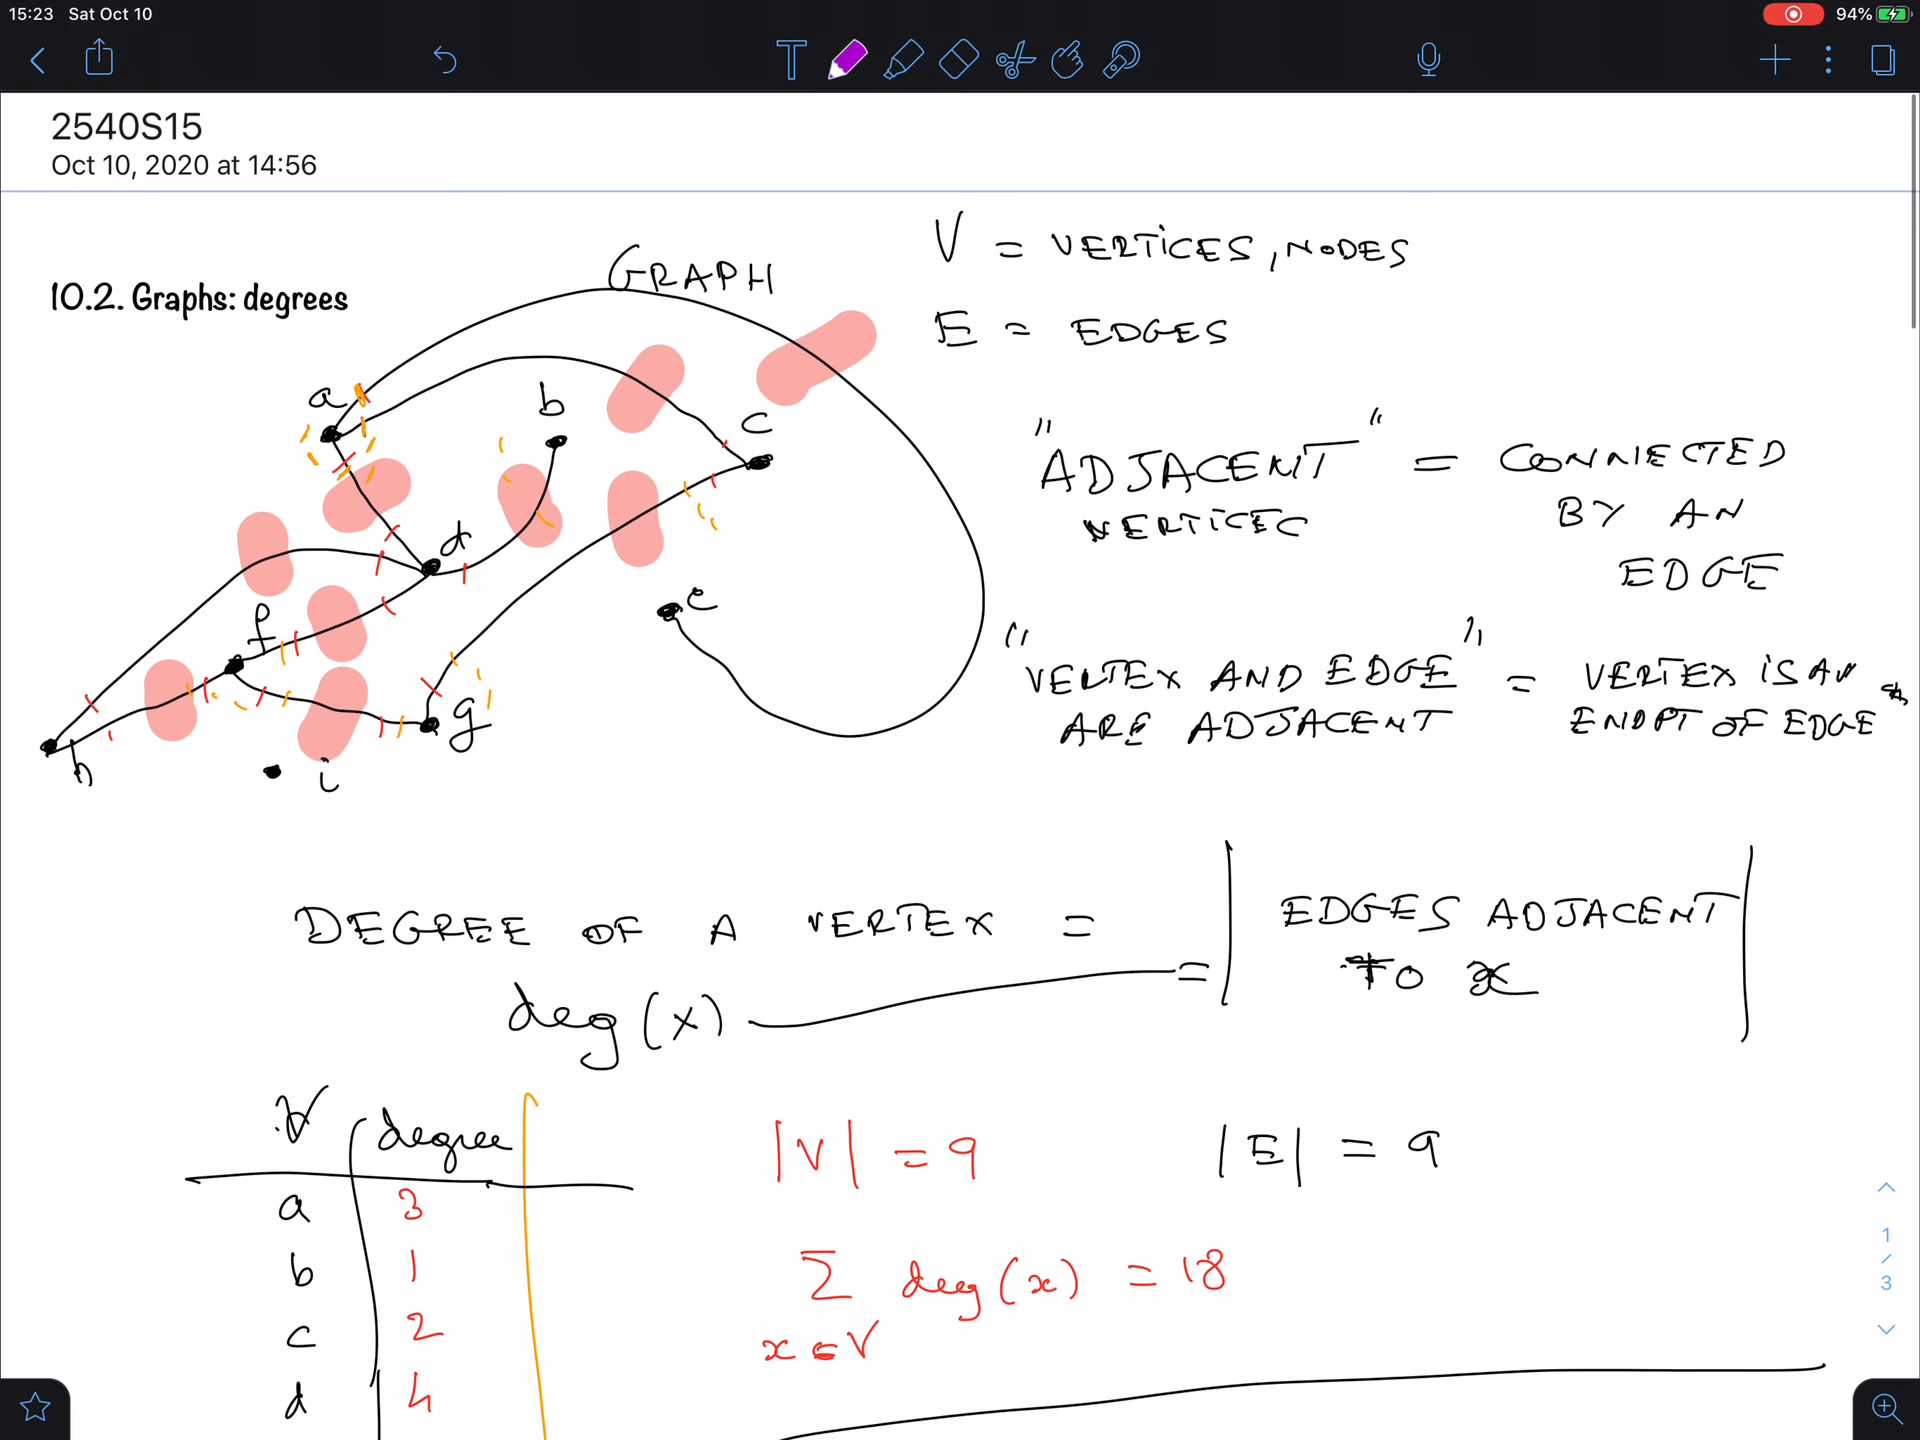 15:23 Sat Oct 10
94%
2540S15
Oct 10, 2020 at 14:56
10.2. Graphs: degrees
GRAPH
V = VERTICES, NODES
E = EDGES
a
b
c
d
e
f
g
h
i
"ADJACENT" = CONNECTED
VERTICEC BY AN
EDGE
"VERTEX AND EDGE" = VERTEX IS AN
ARE ADJACENT ENDPT OF EDGE
DEGREE OF A VERTEX = | EDGES ADJACENT |
deg(x) = TO x
V degree
|V| = 9 |E| = 9
a 3
b 1
∑ deg(x) = 18
x ∈ V
c 2
d 4
1
/
3